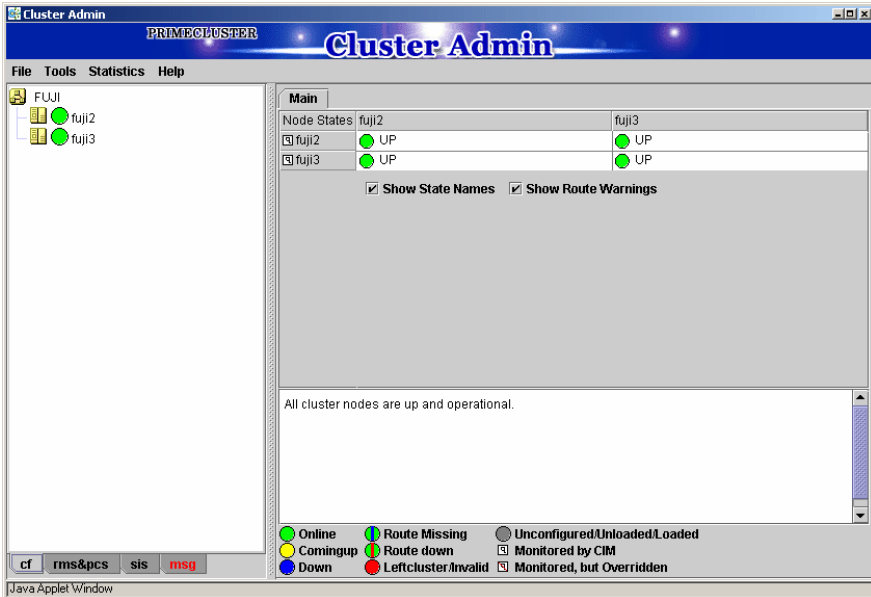 Cluster Admin
PRIMECLUSTER
Cluster Admin
File Tools Statistics Help
FUJI
fuji2
fuji3
Main
Node States fuji2 fuji3
fuji2 UP UP
fuji3 UP UP
Show State Names Show Route Warnings
All cluster nodes are up and operational.
Online Route Missing Unconfigured/Unloaded/Loaded
Comingup Route down Monitored by CIM
Down Leftcluster/Invalid Monitored, but Overridden
cf rms&pcs sis msg
Java Applet Window